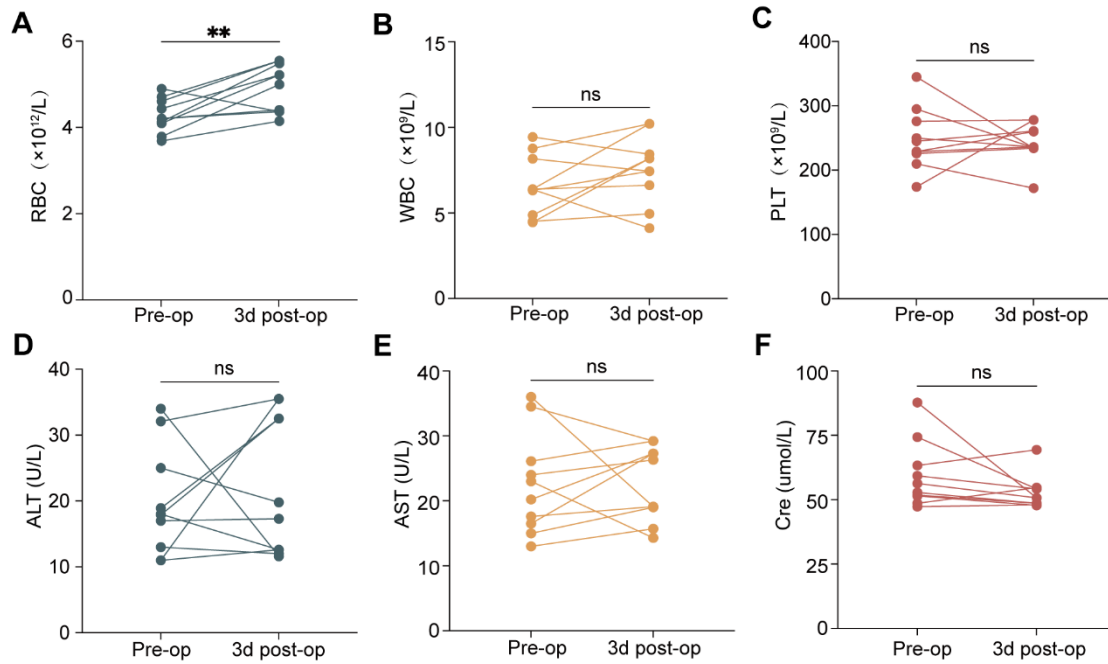 A
**
6
4
2
0
RBC （×10¹²/L）
Pre-op
3d post-op
B
ns
15
10
5
0
WBC （×10⁹/L）
Pre-op
3d post-op
C
ns
400
300
200
100
0
PLT （×10⁹/L）
Pre-op
3d post-op
D
ns
40
30
20
10
0
ALT (U/L)
Pre-op
3d post-op
E
ns
40
30
20
10
0
AST (U/L)
Pre-op
3d post-op
F
ns
100
75
50
25
0
Cre (umol/L)
Pre-op
3d post-op